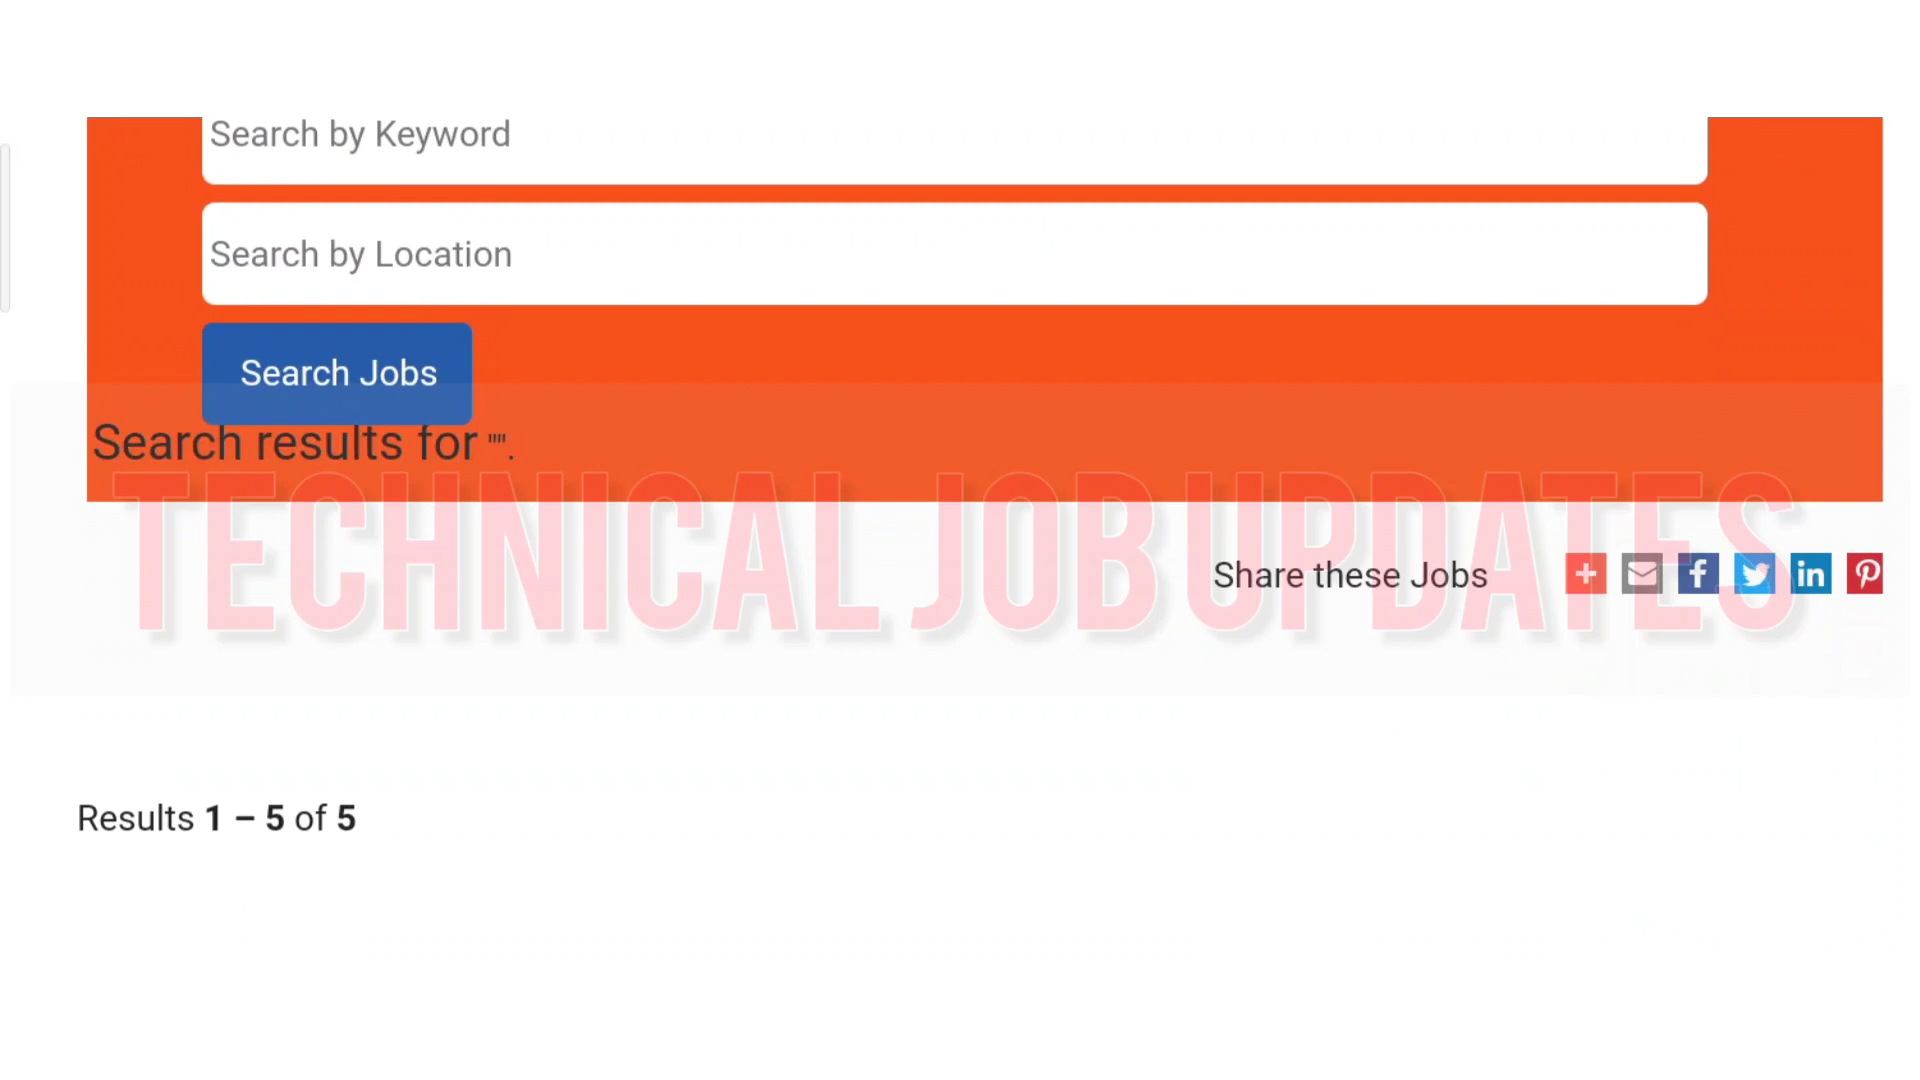 Search by Keyword
Search by Location
Search Jobs
Search results for "".
TECHNICAL JOB UPDATES
Share these Jobs
Results 1 – 5 of 5